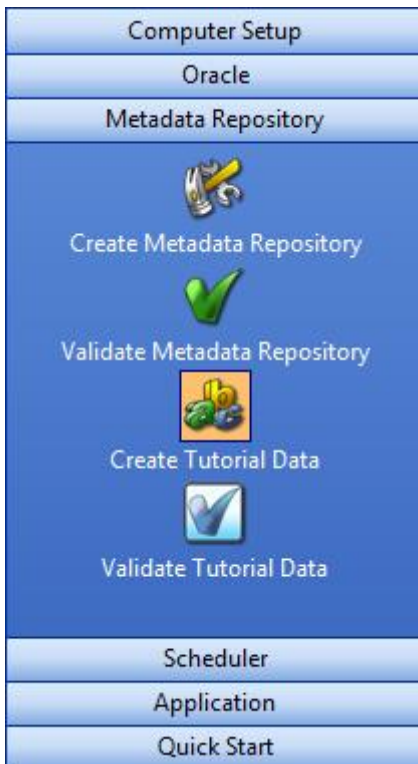 Computer Setup
Oracle
Metadata Repository
Create Metadata Repository
Validate Metadata Repository
Create Tutorial Data
Validate Tutorial Data
Scheduler
Application
Quick Start